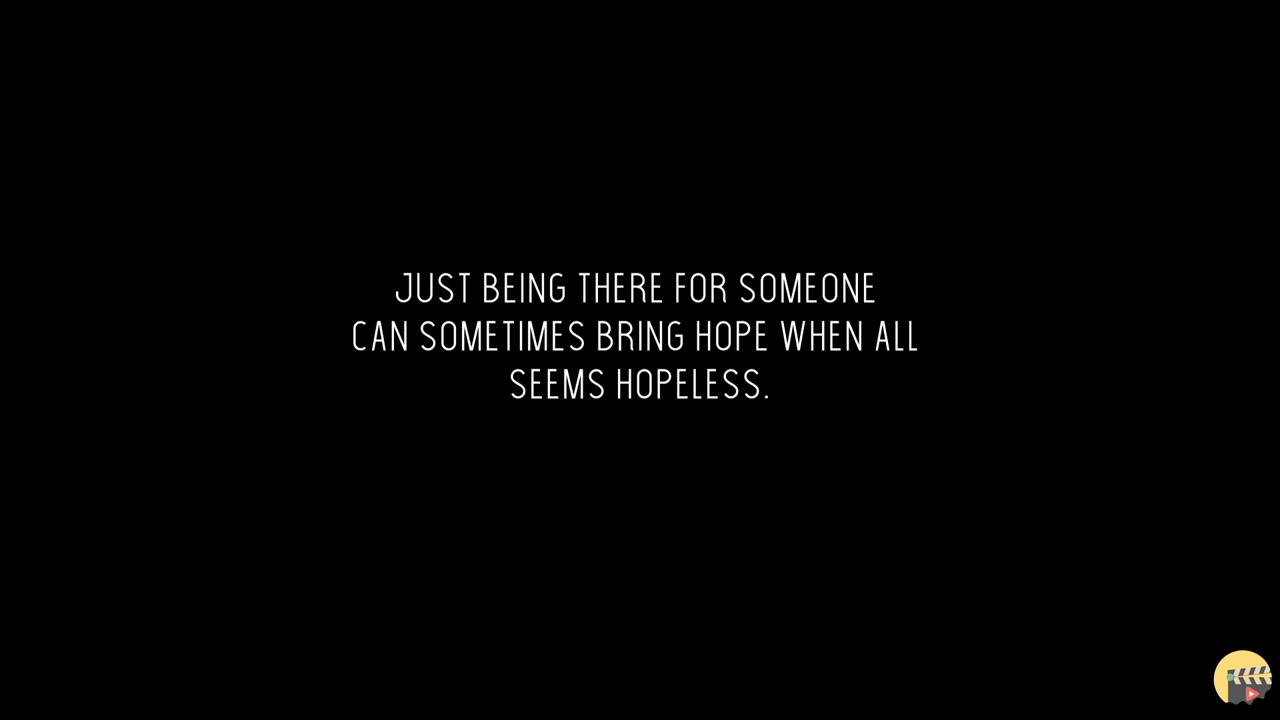 JUST BEING THERE FOR SOMEONE
CAN SOMETIMES BRING HOPE WHEN ALL
SEEMS HOPELESS.